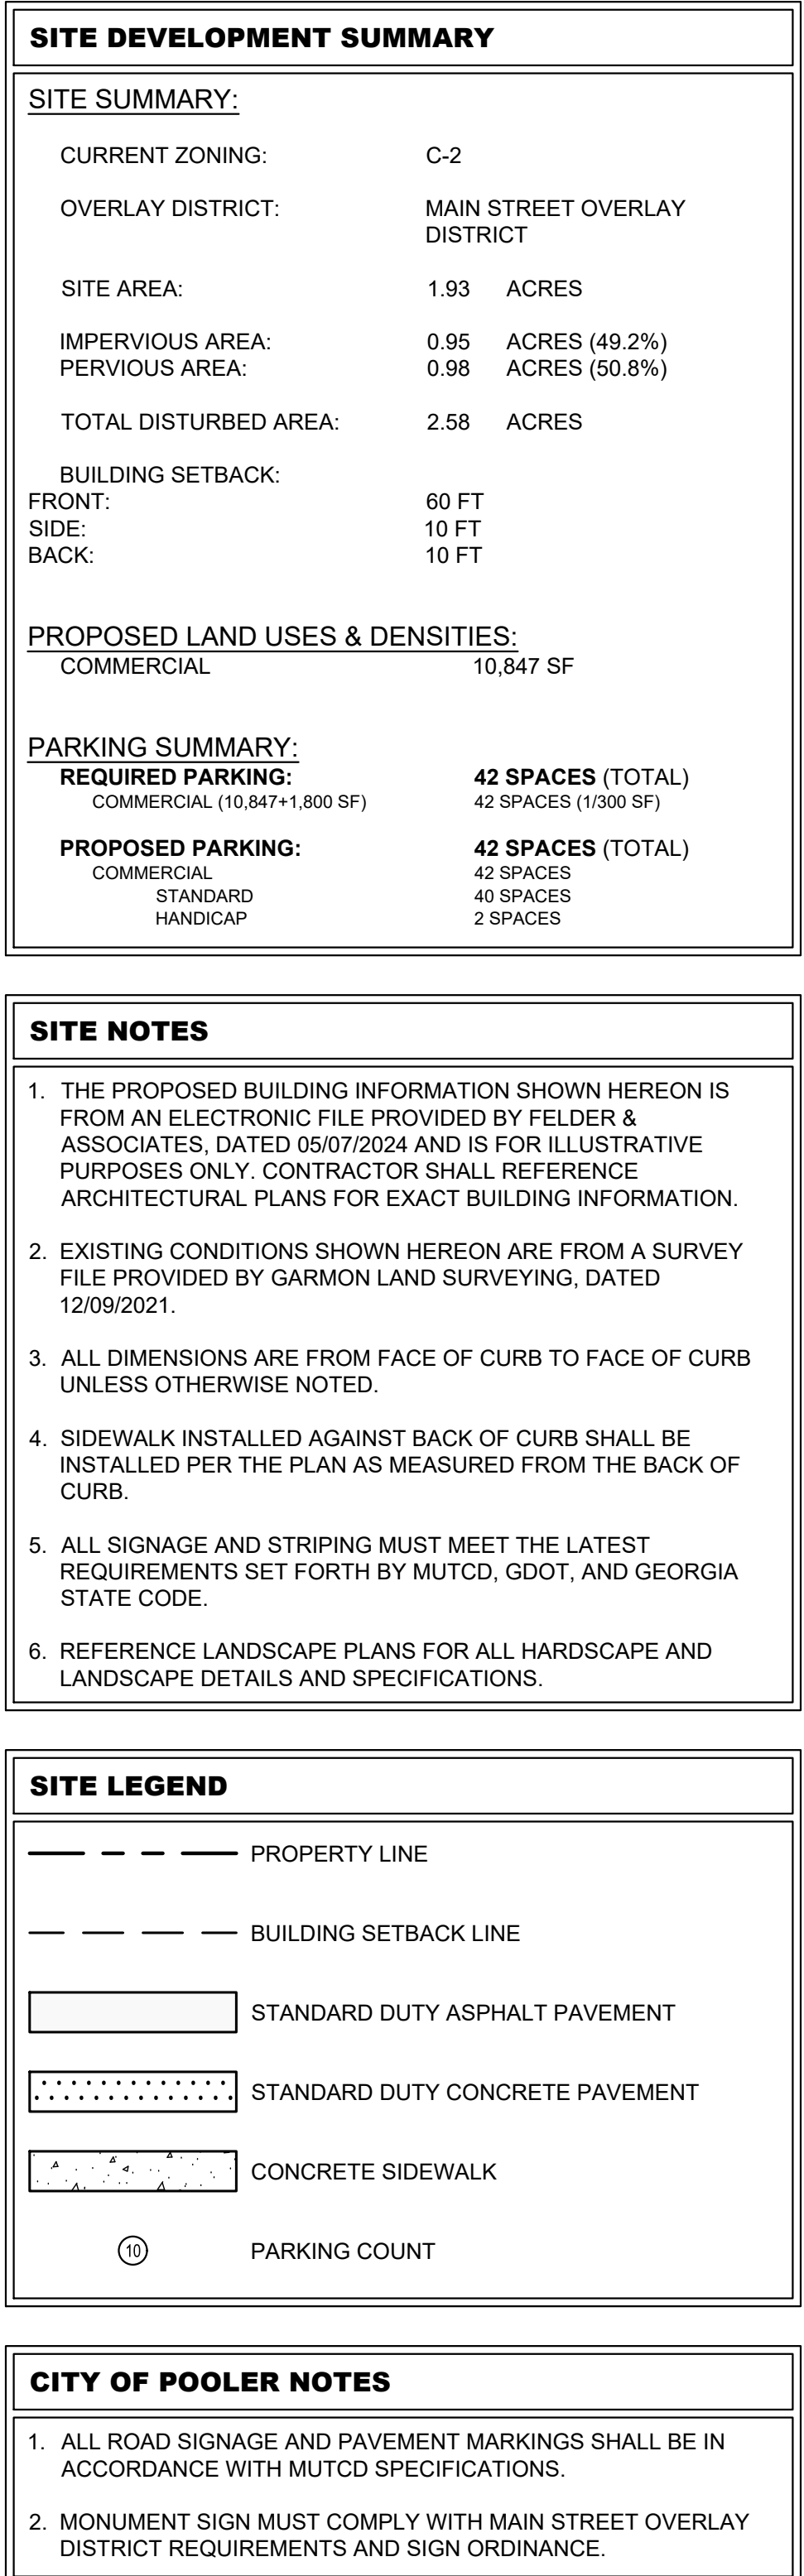 SITE DEVELOPMENT SUMMARY
SITE SUMMARY:
CURRENT ZONING: C-2
OVERLAY DISTRICT: MAIN STREET OVERLAY
DISTRICT
SITE AREA: 1.93 ACRES
IMPERVIOUS AREA: 0.95 ACRES (49.2%)
PERVIOUS AREA: 0.98 ACRES (50.8%)
TOTAL DISTURBED AREA: 2.58 ACRES
BUILDING SETBACK:
FRONT: 60 FT
SIDE: 10 FT
BACK: 10 FT
PROPOSED LAND USES & DENSITIES:
COMMERCIAL 10,847 SF
PARKING SUMMARY:
REQUIRED PARKING: 42 SPACES (TOTAL)
COMMERCIAL (10,847+1,800 SF) 42 SPACES (1/300 SF)
PROPOSED PARKING: 42 SPACES (TOTAL)
COMMERCIAL 42 SPACES
STANDARD 40 SPACES
HANDICAP 2 SPACES
SITE NOTES
1. THE PROPOSED BUILDING INFORMATION SHOWN HEREON IS
FROM AN ELECTRONIC FILE PROVIDED BY FELDER &
ASSOCIATES, DATED 05/07/2024 AND IS FOR ILLUSTRATIVE
PURPOSES ONLY. CONTRACTOR SHALL REFERENCE
ARCHITECTURAL PLANS FOR EXACT BUILDING INFORMATION.
2. EXISTING CONDITIONS SHOWN HEREON ARE FROM A SURVEY
FILE PROVIDED BY GARMON LAND SURVEYING, DATED
12/09/2021.
3. ALL DIMENSIONS ARE FROM FACE OF CURB TO FACE OF CURB
UNLESS OTHERWISE NOTED.
4. SIDEWALK INSTALLED AGAINST BACK OF CURB SHALL BE
INSTALLED PER THE PLAN AS MEASURED FROM THE BACK OF
CURB.
5. ALL SIGNAGE AND STRIPING MUST MEET THE LATEST
REQUIREMENTS SET FORTH BY MUTCD, GDOT, AND GEORGIA
STATE CODE.
6. REFERENCE LANDSCAPE PLANS FOR ALL HARDSCAPE AND
LANDSCAPE DETAILS AND SPECIFICATIONS.
SITE LEGEND
PROPERTY LINE
BUILDING SETBACK LINE
STANDARD DUTY ASPHALT PAVEMENT
STANDARD DUTY CONCRETE PAVEMENT
CONCRETE SIDEWALK
10 PARKING COUNT
CITY OF POOLER NOTES
1. ALL ROAD SIGNAGE AND PAVEMENT MARKINGS SHALL BE IN
ACCORDANCE WITH MUTCD SPECIFICATIONS.
2. MONUMENT SIGN MUST COMPLY WITH MAIN STREET OVERLAY
DISTRICT REQUIREMENTS AND SIGN ORDINANCE.